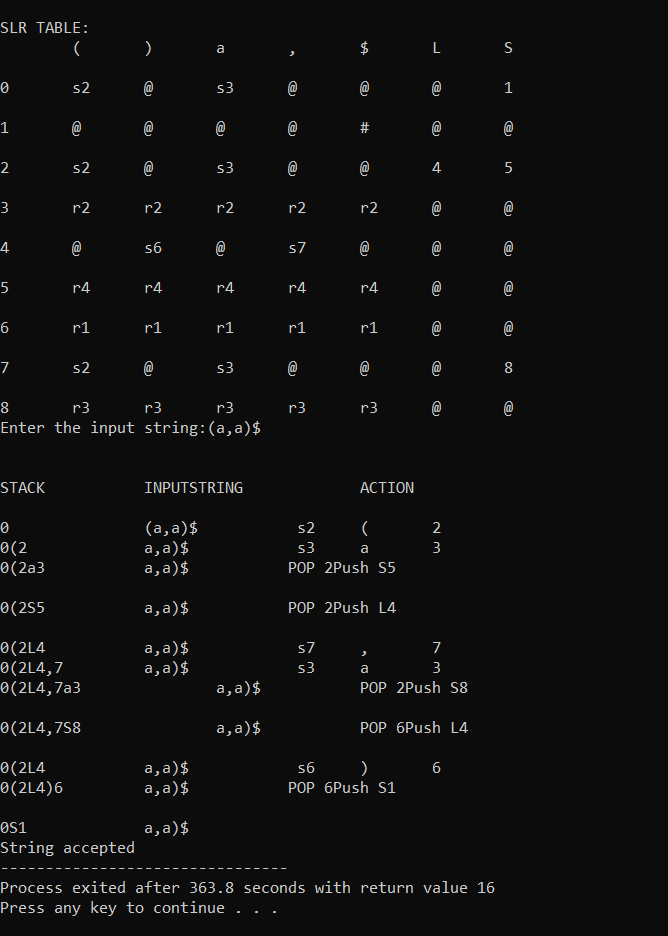 SLR TABLE:
( ) a , $ L S
0 s2 @ s3 @ @ @ 1
1 @ @ @ @ # @ @
2 s2 @ s3 @ @ 4 5
3 r2 r2 r2 r2 r2 @ @
4 @ s6 @ s7 @ @ @
5 r4 r4 r4 r4 r4 @ @
6 r1 r1 r1 r1 r1 @ @
7 s2 @ s3 @ @ @ 8
8 r3 r3 r3 r3 r3 @ @
Enter the input string:(a,a)$
STACK INPUTSTRING ACTION
0 (a,a)$ s2 ( 2
0(2 a,a)$ s3 a 3
0(2a3 a,a)$ POP 2Push S5
0(2S5 a,a)$ POP 2Push L4
0(2L4 a,a)$ s7 , 7
0(2L4,7 a,a)$ s3 a 3
0(2L4,7a3 a,a)$ POP 2Push S8
0(2L4,7S8 a,a)$ POP 6Push L4
0(2L4 a,a)$ s6 ) 6
0(2L4)6 a,a)$ POP 6Push S1
0S1 a,a)$
String accepted
--------------------------------
Process exited after 363.8 seconds with return value 16
Press any key to continue . . .